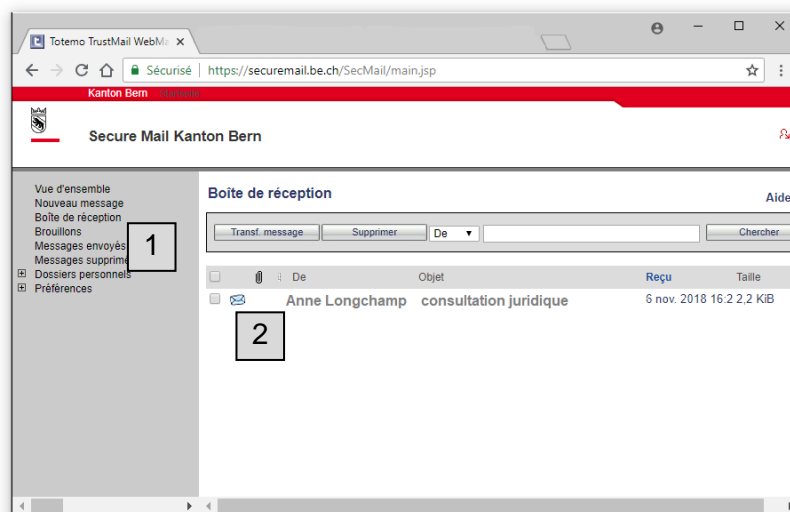 Totemo TrustMail WebMa
Sécurisé | https://securemail.be.ch/SecMail/main.jsp
Kanton Bern
Secure Mail Kanton Bern
Vue d'ensemble
Nouveau message
Boîte de réception
Brouillons
Messages envoyés
Messages supprimé
Dossiers personnels
Préférences
1
Boîte de réception
Aide
Transf. message Supprimer De Chercher
De Objet Reçu Taille
Anne Longchamp consultation juridique 6 nov. 2018 16:2 2,2 KiB
2